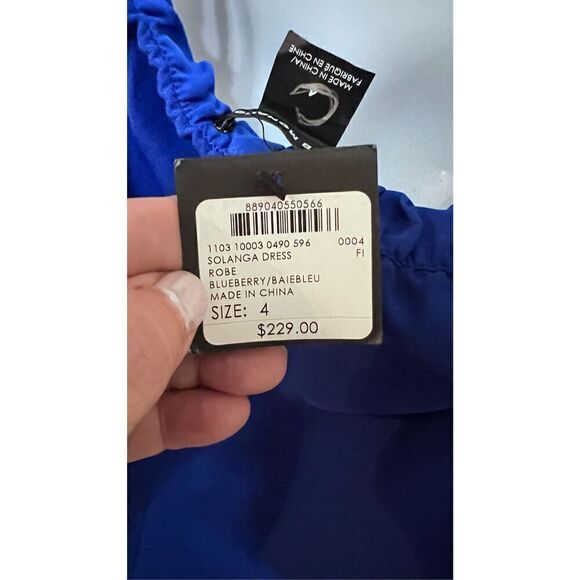 MADE IN CHINA/
FABRIQUÉ EN CHINE
889040550566
1103 10003 0490 596 0004
SOLANGA DRESS FI
ROBE
BLUEBERRY/BAIEBLEU
MADE IN CHINA
SIZE: 4
$229.00